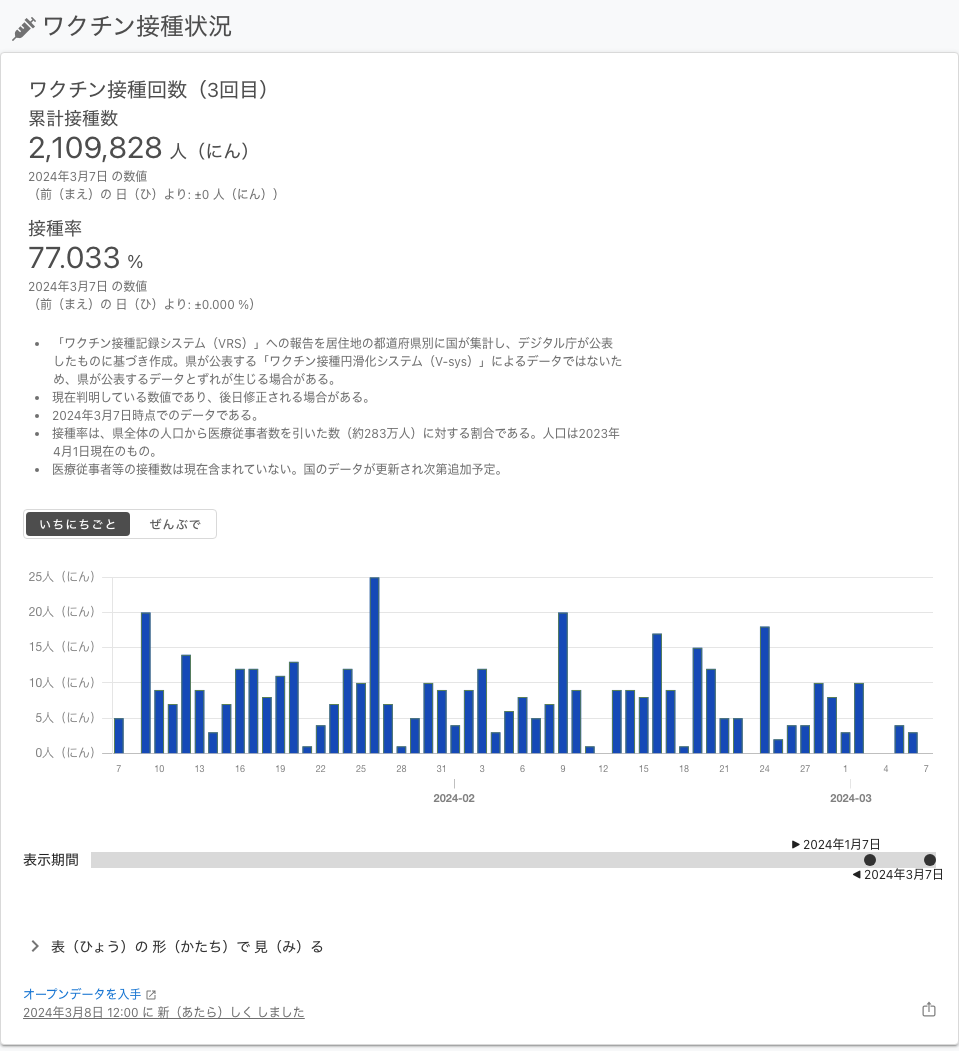 ワクチン接種状況
ワクチン接種回数（3回目）
累計接種数
2,109,828 人（にん）
2024年3月7日 の数値
（前（まえ）の 日（ひ）より: ±0 人（にん））
接種率
77.033 %
2024年3月7日 の数値
（前（まえ）の 日（ひ）より: ±0.000 %）
• 「ワクチン接種記録システム（VRS）」への報告を居住地の都道府県別に国が集計し、デジタル庁が公表
したものに基づき作成。県が公表する「ワクチン接種円滑化システム（V-sys）」によるデータではないた
め、県が公表するデータとずれが生じる場合がある。
• 現在判明している数値であり、後日修正される場合がある。
• 2024年3月7日時点でのデータである。
• 接種率は、県全体の人口から医療従事者数を引いた数（約283万人）に対する割合である。人口は2023年
4月1日現在のもの。
• 医療従事者等の接種数は現在含まれていない。国のデータが更新され次第追加予定。
いちにちごと ぜんぶで
25人（にん）
20人（にん）
15人（にん）
10人（にん）
5人（にん）
0人（にん）
7 10 13 16 19 22 25 28 31 3 6 9 12 15 18 21 24 27 1 4 7
2024-02 2024-03
▶ 2024年1月7日
表示期間
◀ 2024年3月7日
表（ひょう）の 形（かたち）で 見（み）る
オープンデータを入手
2024年3月8日 12:00 に 新（あたら）しく しました